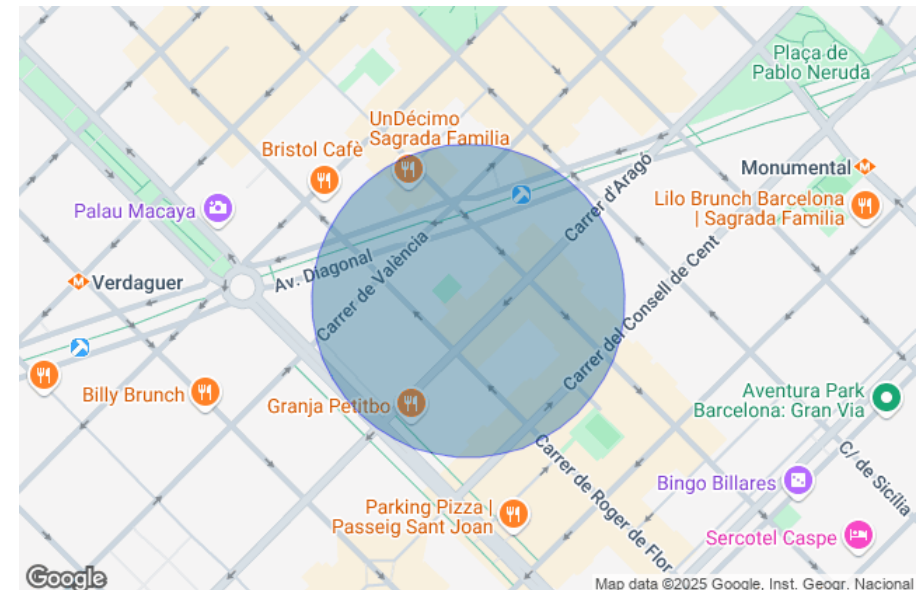 Plaça de
Pablo Neruda
UnDécimo
Sagrada Familia
Bristol Cafè
Monumental
Carrer d'Aragó
Lilo Brunch Barcelona
| Sagrada Familia
Palau Macaya
Carrer de València
Av. Diagonal
Verdaguer
Carrer del Consell de Cent
Billy Brunch
Granja Petitbo
Aventura Park
Barcelona: Gran Via
C/ de Sicília
Carrer de Roger de Flor
Bingo Billares
Parking Pizza |
Passeig Sant Joan
Sercotel Caspe
Google
Map data ©2025 Google, Inst. Geogr. Nacional